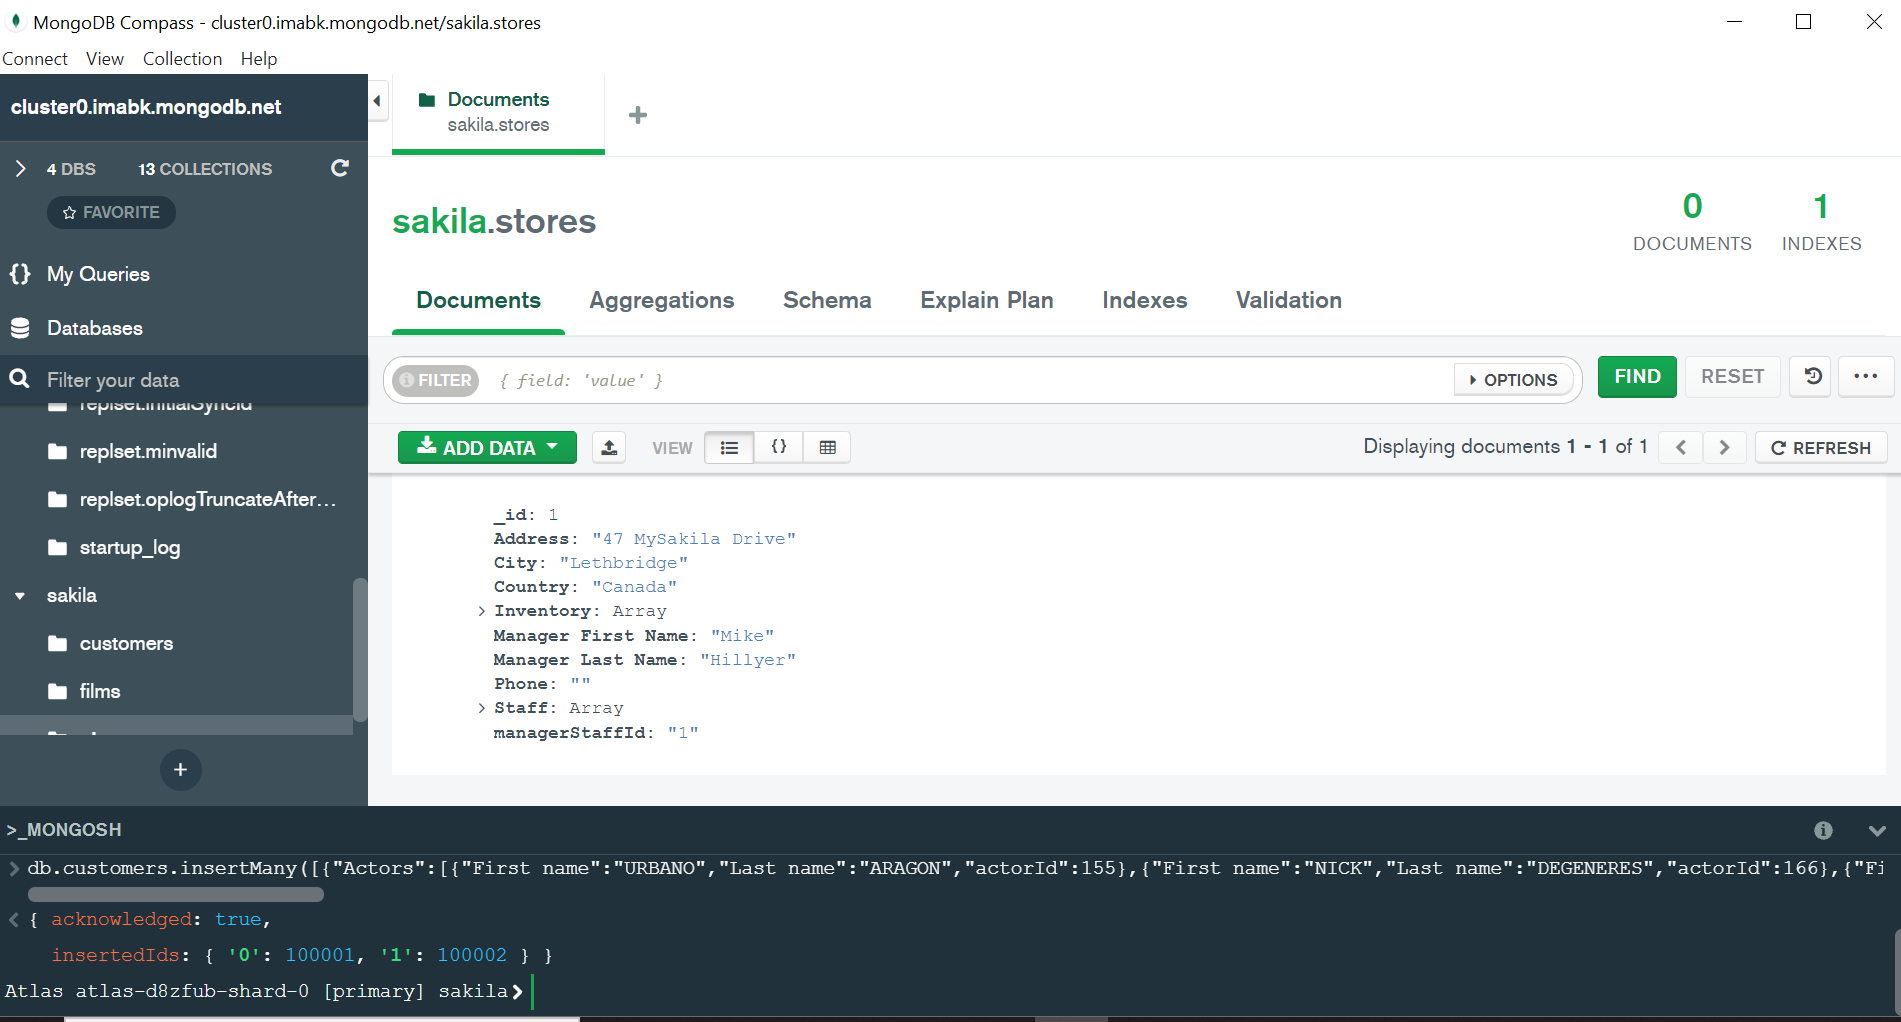 MongoDB Compass - cluster0.imabk.mongodb.net/sakila.stores
Connect View Collection Help
cluster0.imabk.mongodb.net
4 DBS 13 COLLECTIONS
FAVORITE
{} My Queries
Databases
Filter your data
replset.initialSyncId
replset.minvalid
replset.oplogTruncateAfter...
startup_log
sakila
customers
films
Documents
sakila.stores
sakila.stores
0
DOCUMENTS
1
INDEXES
Documents Aggregations Schema Explain Plan Indexes Validation
FILTER { field: 'value' } OPTIONS FIND RESET ...
ADD DATA VIEW {} Displaying documents 1 - 1 of 1 < > REFRESH
_id: 1
Address: "47 MySakila Drive"
City: "Lethbridge"
Country: "Canada"
> Inventory: Array
Manager First Name: "Mike"
Manager Last Name: "Hillyer"
Phone: ""
> Staff: Array
managerStaffId: "1"
>_MONGOSH
> db.customers.insertMany([{"Actors":[{"First name":"URBANO","Last name":"ARAGON","actorId":155},{"First name":"NICK","Last name":"DEGENERES","actorId":166},{"Fi
< { acknowledged: true,
insertedIds: { '0': 100001, '1': 100002 } }
Atlas atlas-d8zfub-shard-0 [primary] sakila>